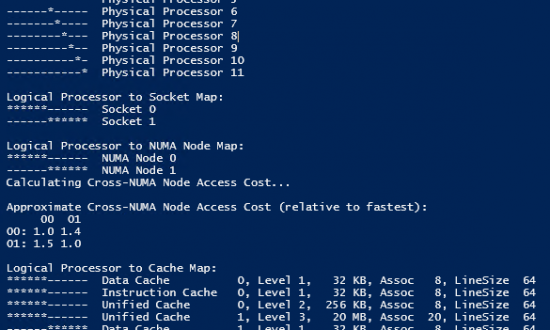 Physical Processor 5
------*----- Physical Processor 6
-------*---- Physical Processor 7
--------*--- Physical Processor 8
---------*-- Physical Processor 9
----------*- Physical Processor 10
-----------* Physical Processor 11
Logical Processor to Socket Map:
******------ Socket 0
------****** Socket 1
Logical Processor to NUMA Node Map:
******------ NUMA Node 0
------****** NUMA Node 1
Calculating Cross-NUMA Node Access Cost...
Approximate Cross-NUMA Node Access Cost (relative to fastest):
00 01
00: 1.0 1.4
01: 1.5 1.0
Logical Processor to Cache Map:
******------ Data Cache 0, Level 1, 32 KB, Assoc 8, LineSize 64
******------ Instruction Cache 0, Level 1, 32 KB, Assoc 8, LineSize 64
******------ Unified Cache 0, Level 2, 256 KB, Assoc 8, LineSize 64
******------ Unified Cache 1, Level 3, 20 MB, Assoc 20, LineSize 64
------****** Data Cache 1, Level 1, 32 KB, Assoc 8, LineSize 64